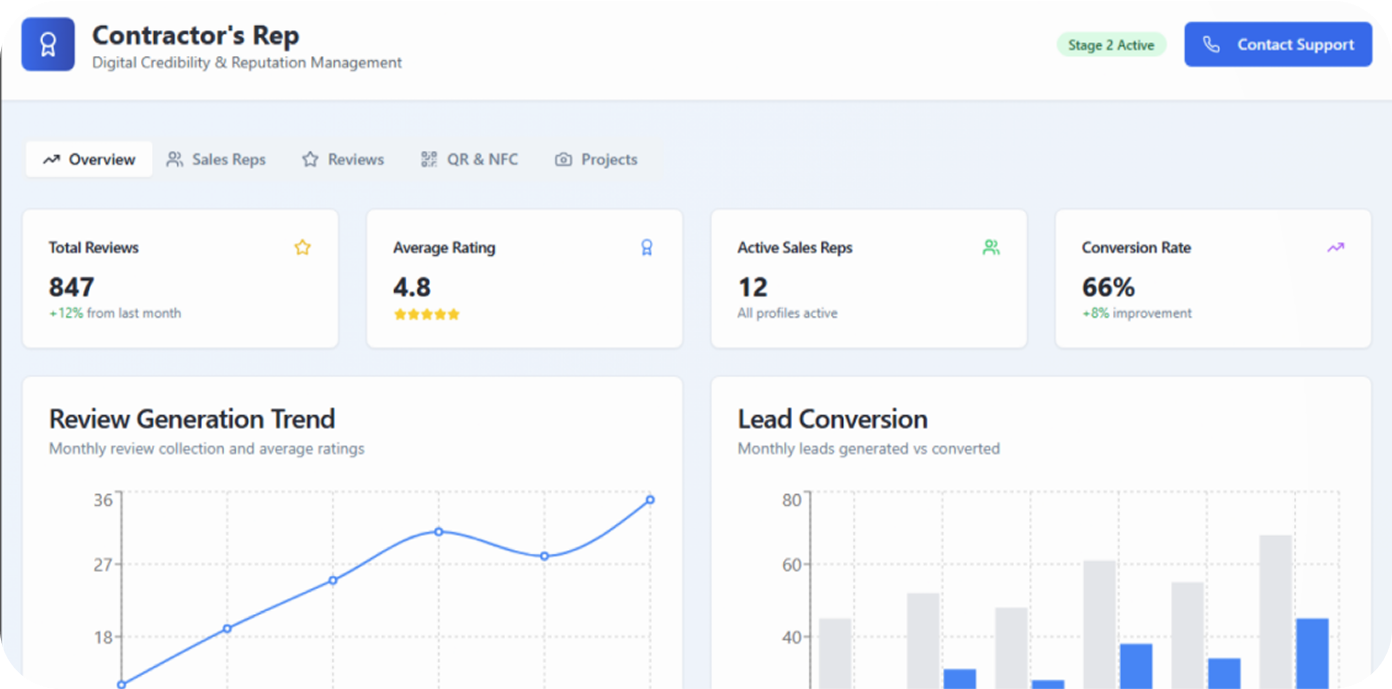 Contractor's Rep
Digital Credibility & Reputation Management
Stage 2 Active
Contact Support
Overview
Sales Reps
Reviews
QR & NFC
Projects
Total Reviews
847
+12% from last month
Average Rating
4.8
Active Sales Reps
12
All profiles active
Conversion Rate
66%
+8% improvement
Review Generation Trend
Monthly review collection and average ratings
36
27
18
Lead Conversion
Monthly leads generated vs converted
80
60
40